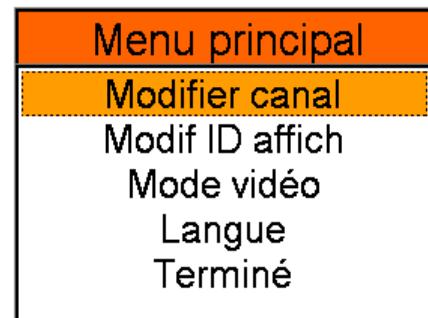 Menu principal
Modifier canal
Modif ID affich
Mode vidéo
Langue
Terminé